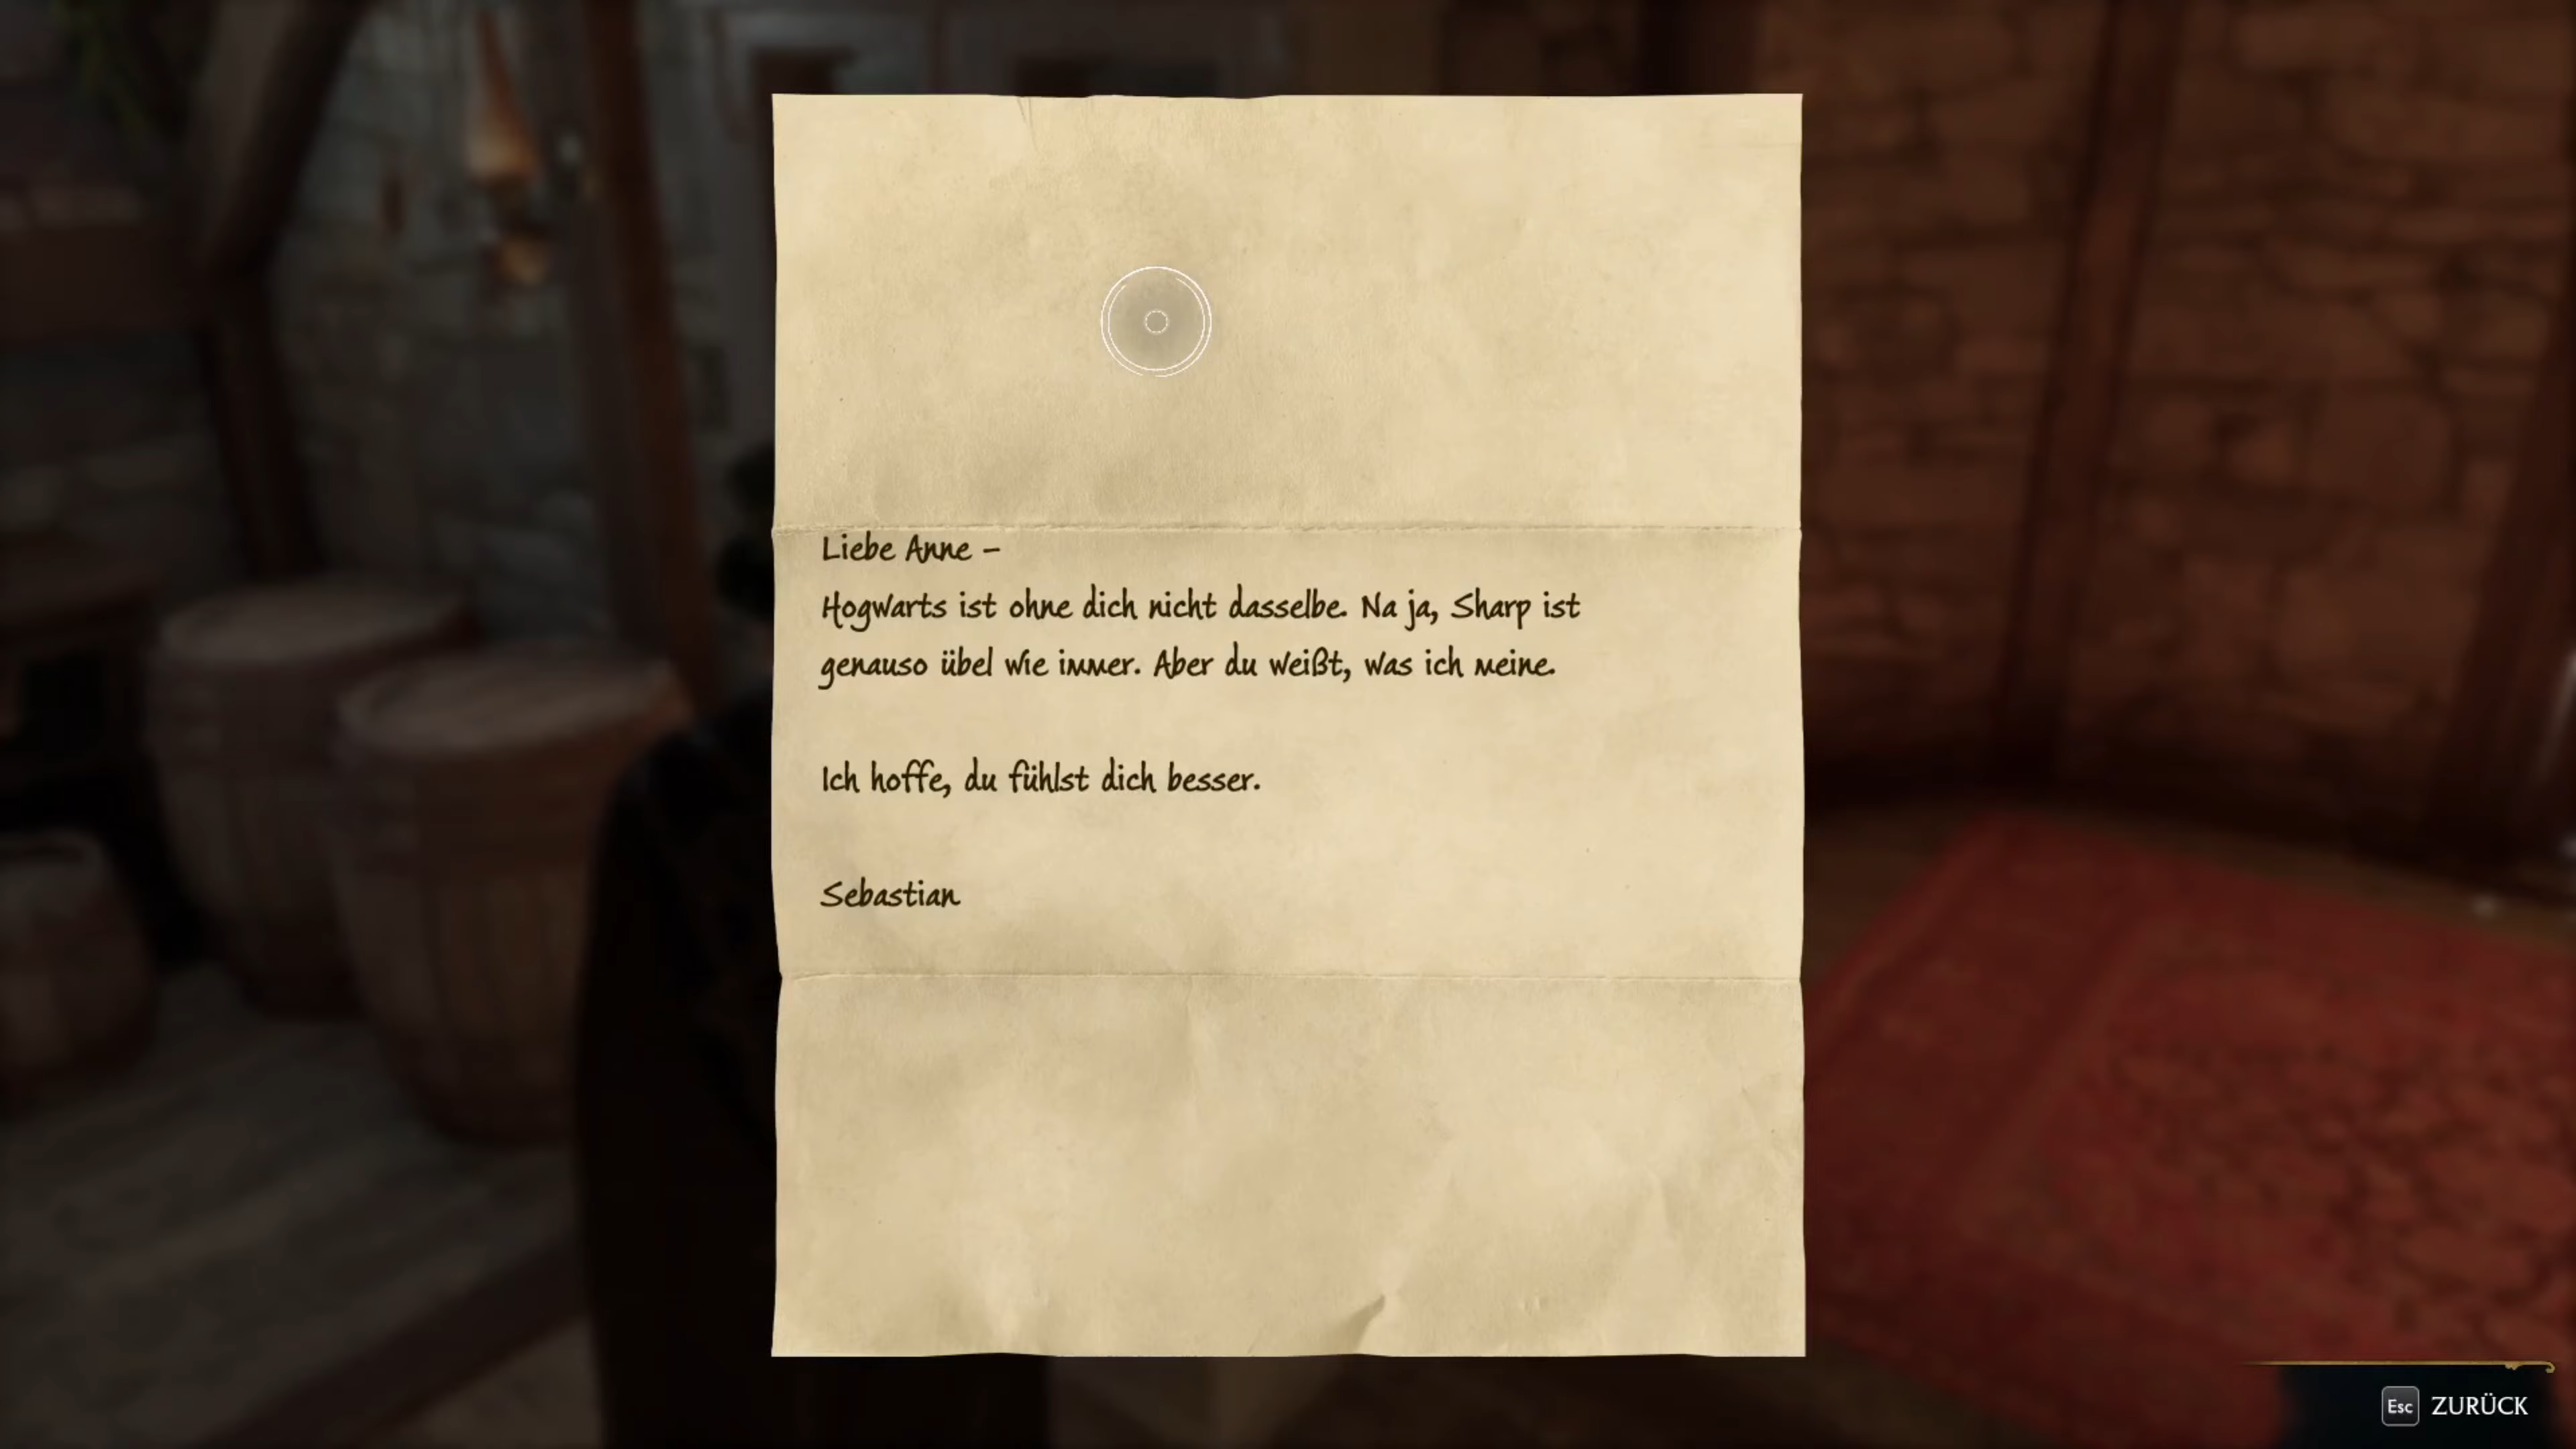 Liebe Anne –
Hogwarts ist ohne dich nicht dasselbe. Na ja, Sharp ist
genauso übel wie immer. Aber du weißt, was ich meine.
Ich hoffe, du fühlst dich besser.
Sebastian
Esc ZURÜCK